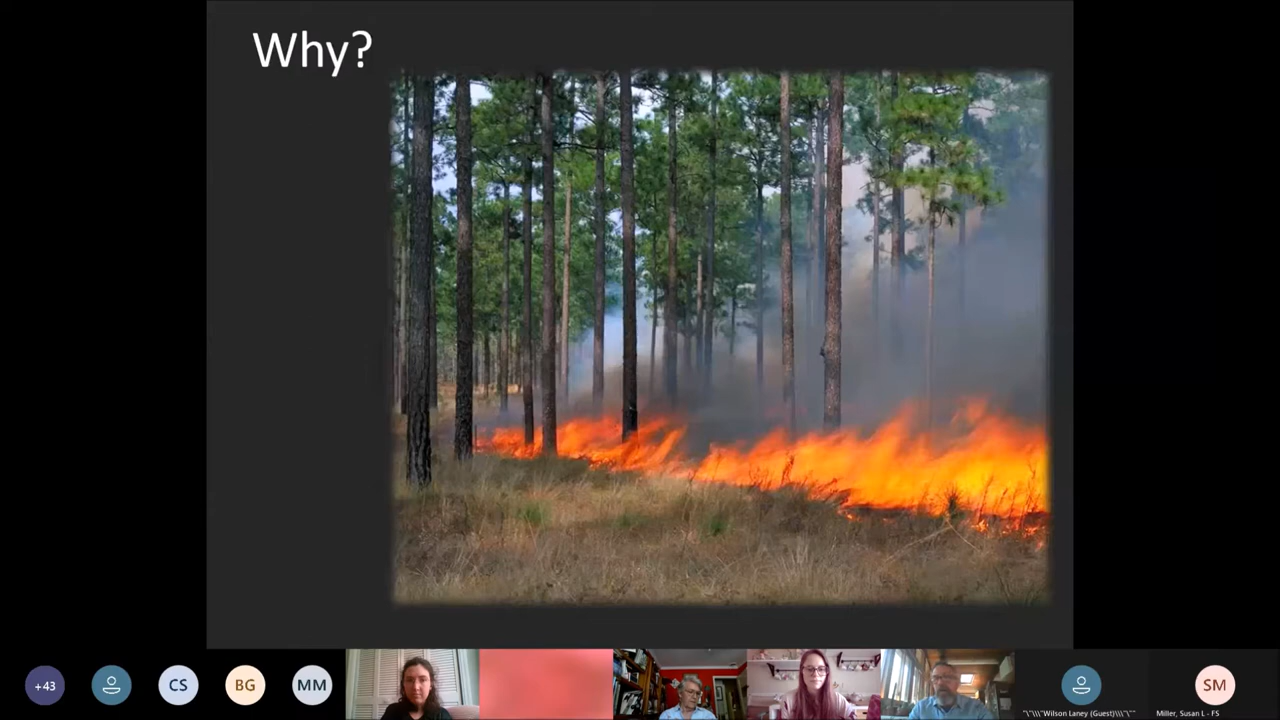 Why?
+43
CS
BG
MM
SM
"\"\\\"Wilson Laney (Guest)\\\"\""
Miller, Susan L - FS